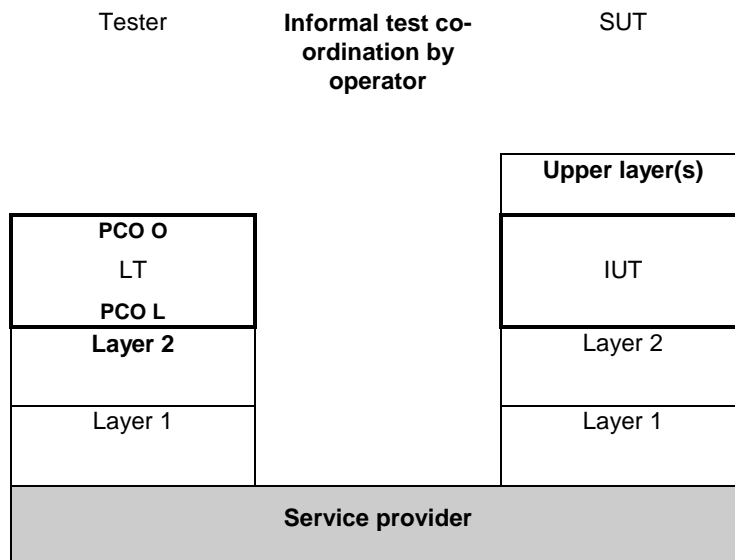 Tester
Informal test co-
ordination by
operator
SUT
Upper layer(s)
PCO O
LT
IUT
PCO L
Layer 2
Layer 2
Layer 1
Layer 1
Service provider